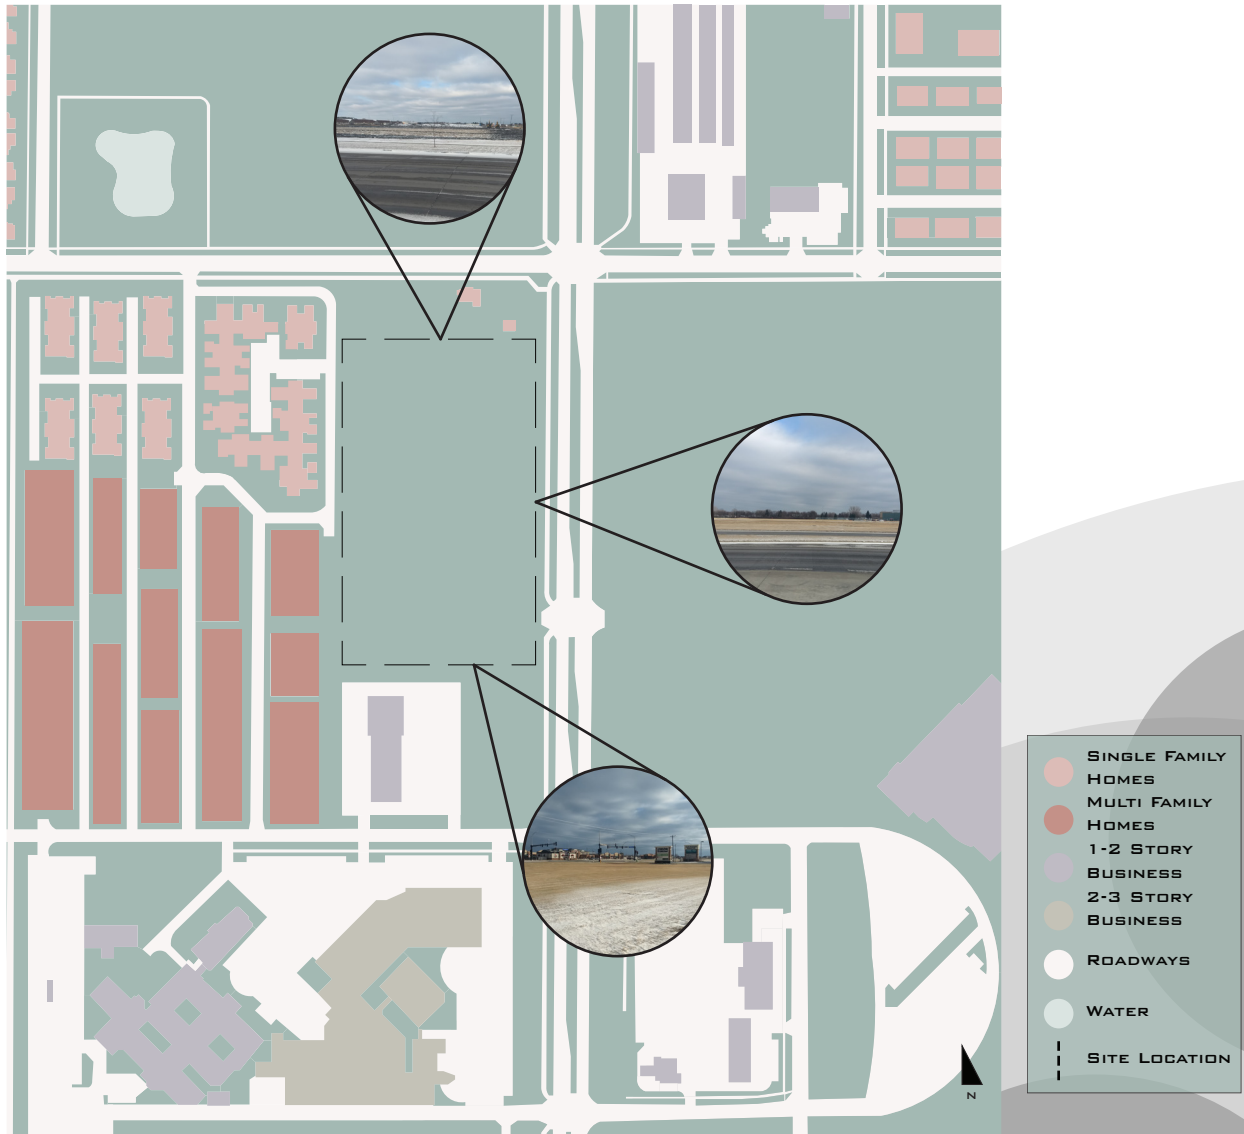 Single Family
Homes
Multi Family
Homes
1-2 Story
Business
2-3 Story
Business
Roadways
Water
N
Site Location